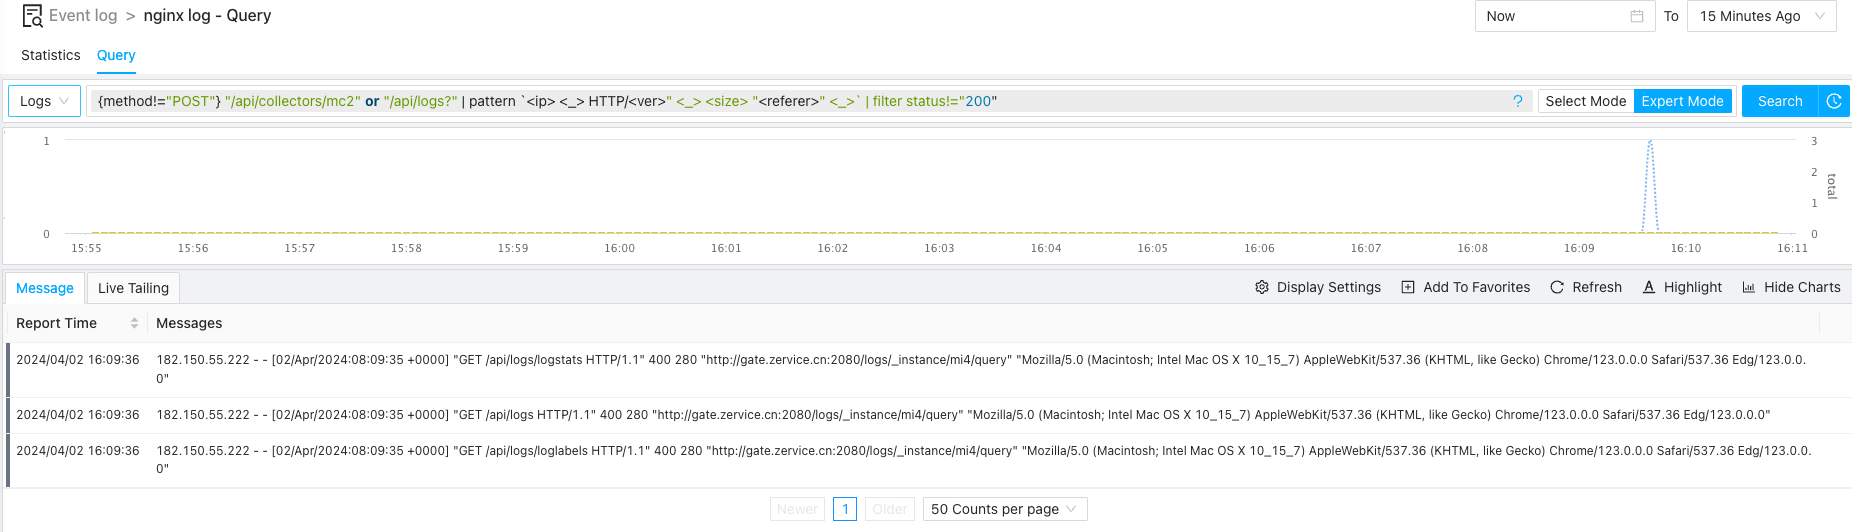 Event log > nginx log - Query
Now To 15 Minutes Ago
Statistics Query
Logs {method!="POST"} "/api/collectors/mc2" or "/api/logs?" | pattern `<ip> <_> HTTP/<ver>" <_> <size> "<referer>" <_>` | filter status!="200" ? Select Mode Expert Mode Search
1 3
2
1
0 0
total
15:55 15:56 15:57 15:58 15:59 16:00 16:01 16:02 16:03 16:04 16:05 16:06 16:07 16:08 16:09 16:10 16:11
Message Live Tailing Display Settings Add To Favorites Refresh Highlight Hide Charts
Report Time Messages
2024/04/02 16:09:36 182.150.55.222 - - [02/Apr/2024:08:09:35 +0000] "GET /api/logs/logstats HTTP/1.1" 400 280 "http://gate.zervice.cn:2080/logs/_instance/mi4/query" "Mozilla/5.0 (Macintosh; Intel Mac OS X 10_15_7) AppleWebKit/537.36 (KHTML, like Gecko) Chrome/123.0.0.0 Safari/537.36 Edg/123.0.0.
0"
2024/04/02 16:09:36 182.150.55.222 - - [02/Apr/2024:08:09:35 +0000] "GET /api/logs HTTP/1.1" 400 280 "http://gate.zervice.cn:2080/logs/_instance/mi4/query" "Mozilla/5.0 (Macintosh; Intel Mac OS X 10_15_7) AppleWebKit/537.36 (KHTML, like Gecko) Chrome/123.0.0.0 Safari/537.36 Edg/123.0.0.0"
2024/04/02 16:09:36 182.150.55.222 - - [02/Apr/2024:08:09:35 +0000] "GET /api/logs/loglabels HTTP/1.1" 400 280 "http://gate.zervice.cn:2080/logs/_instance/mi4/query" "Mozilla/5.0 (Macintosh; Intel Mac OS X 10_15_7) AppleWebKit/537.36 (KHTML, like Gecko) Chrome/123.0.0.0 Safari/537.36 Edg/123.0.0.
0"
Newer 1 Older 50 Counts per page